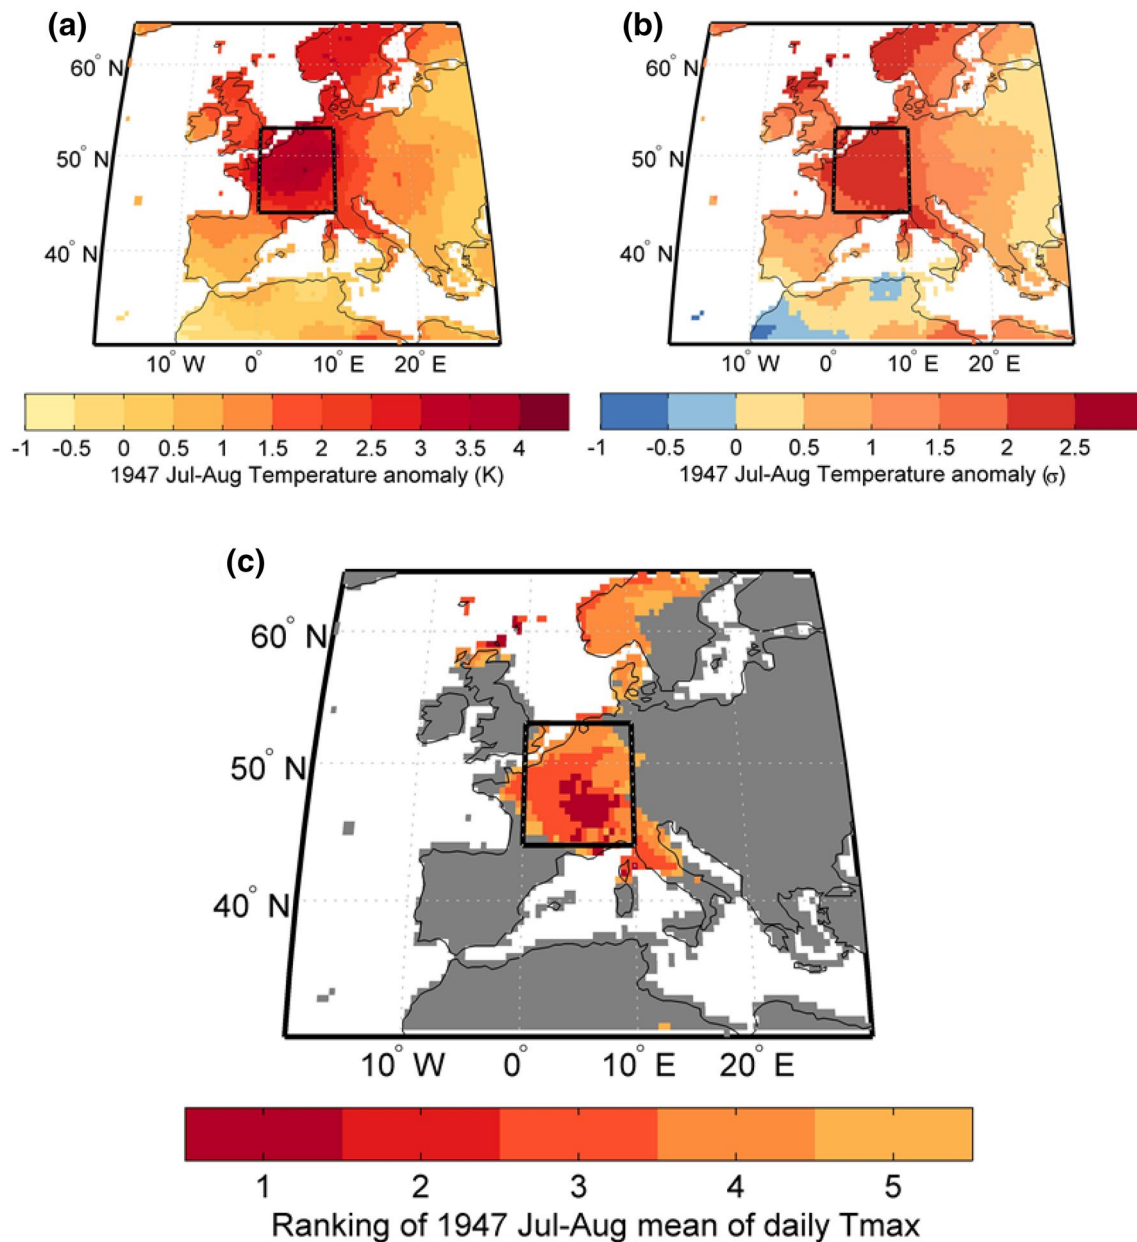 (a)
60° N
50° N
40° N
10° W 0° 10° E 20° E
-1 -0.5 0 0.5 1 1.5 2 2.5 3 3.5 4
1947 Jul-Aug Temperature anomaly (K)
(b)
60° N
50° N
40° N
10° W 0° 10° E 20° E
-1 -0.5 0 0.5 1 1.5 2 2.5
1947 Jul-Aug Temperature anomaly (σ)
(c)
60° N
50° N
40° N
10° W 0° 10° E 20° E
1 2 3 4 5
Ranking of 1947 Jul-Aug mean of daily Tmax